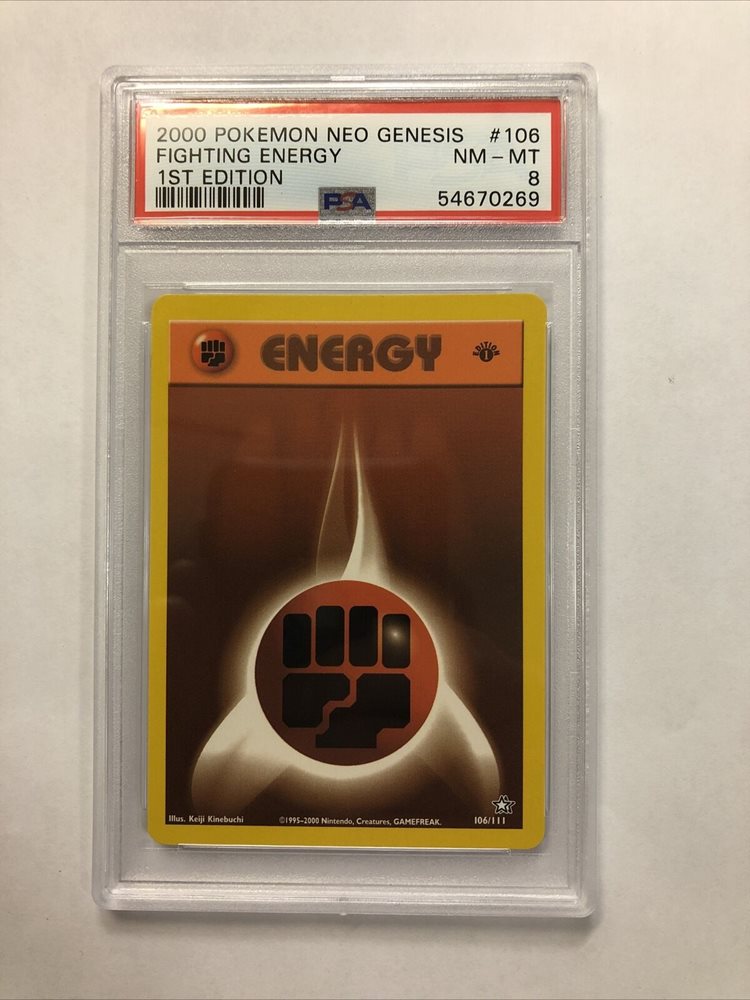 2000 POKEMON NEO GENESIS #106
FIGHTING ENERGY NM - MT
1ST EDITION 8
PSA 54670269
ENERGY
EDITION 1
Illus. Keiji Kinebuchi ©1995-2000 Nintendo, Creatures, GAMEFREAK. 106/111